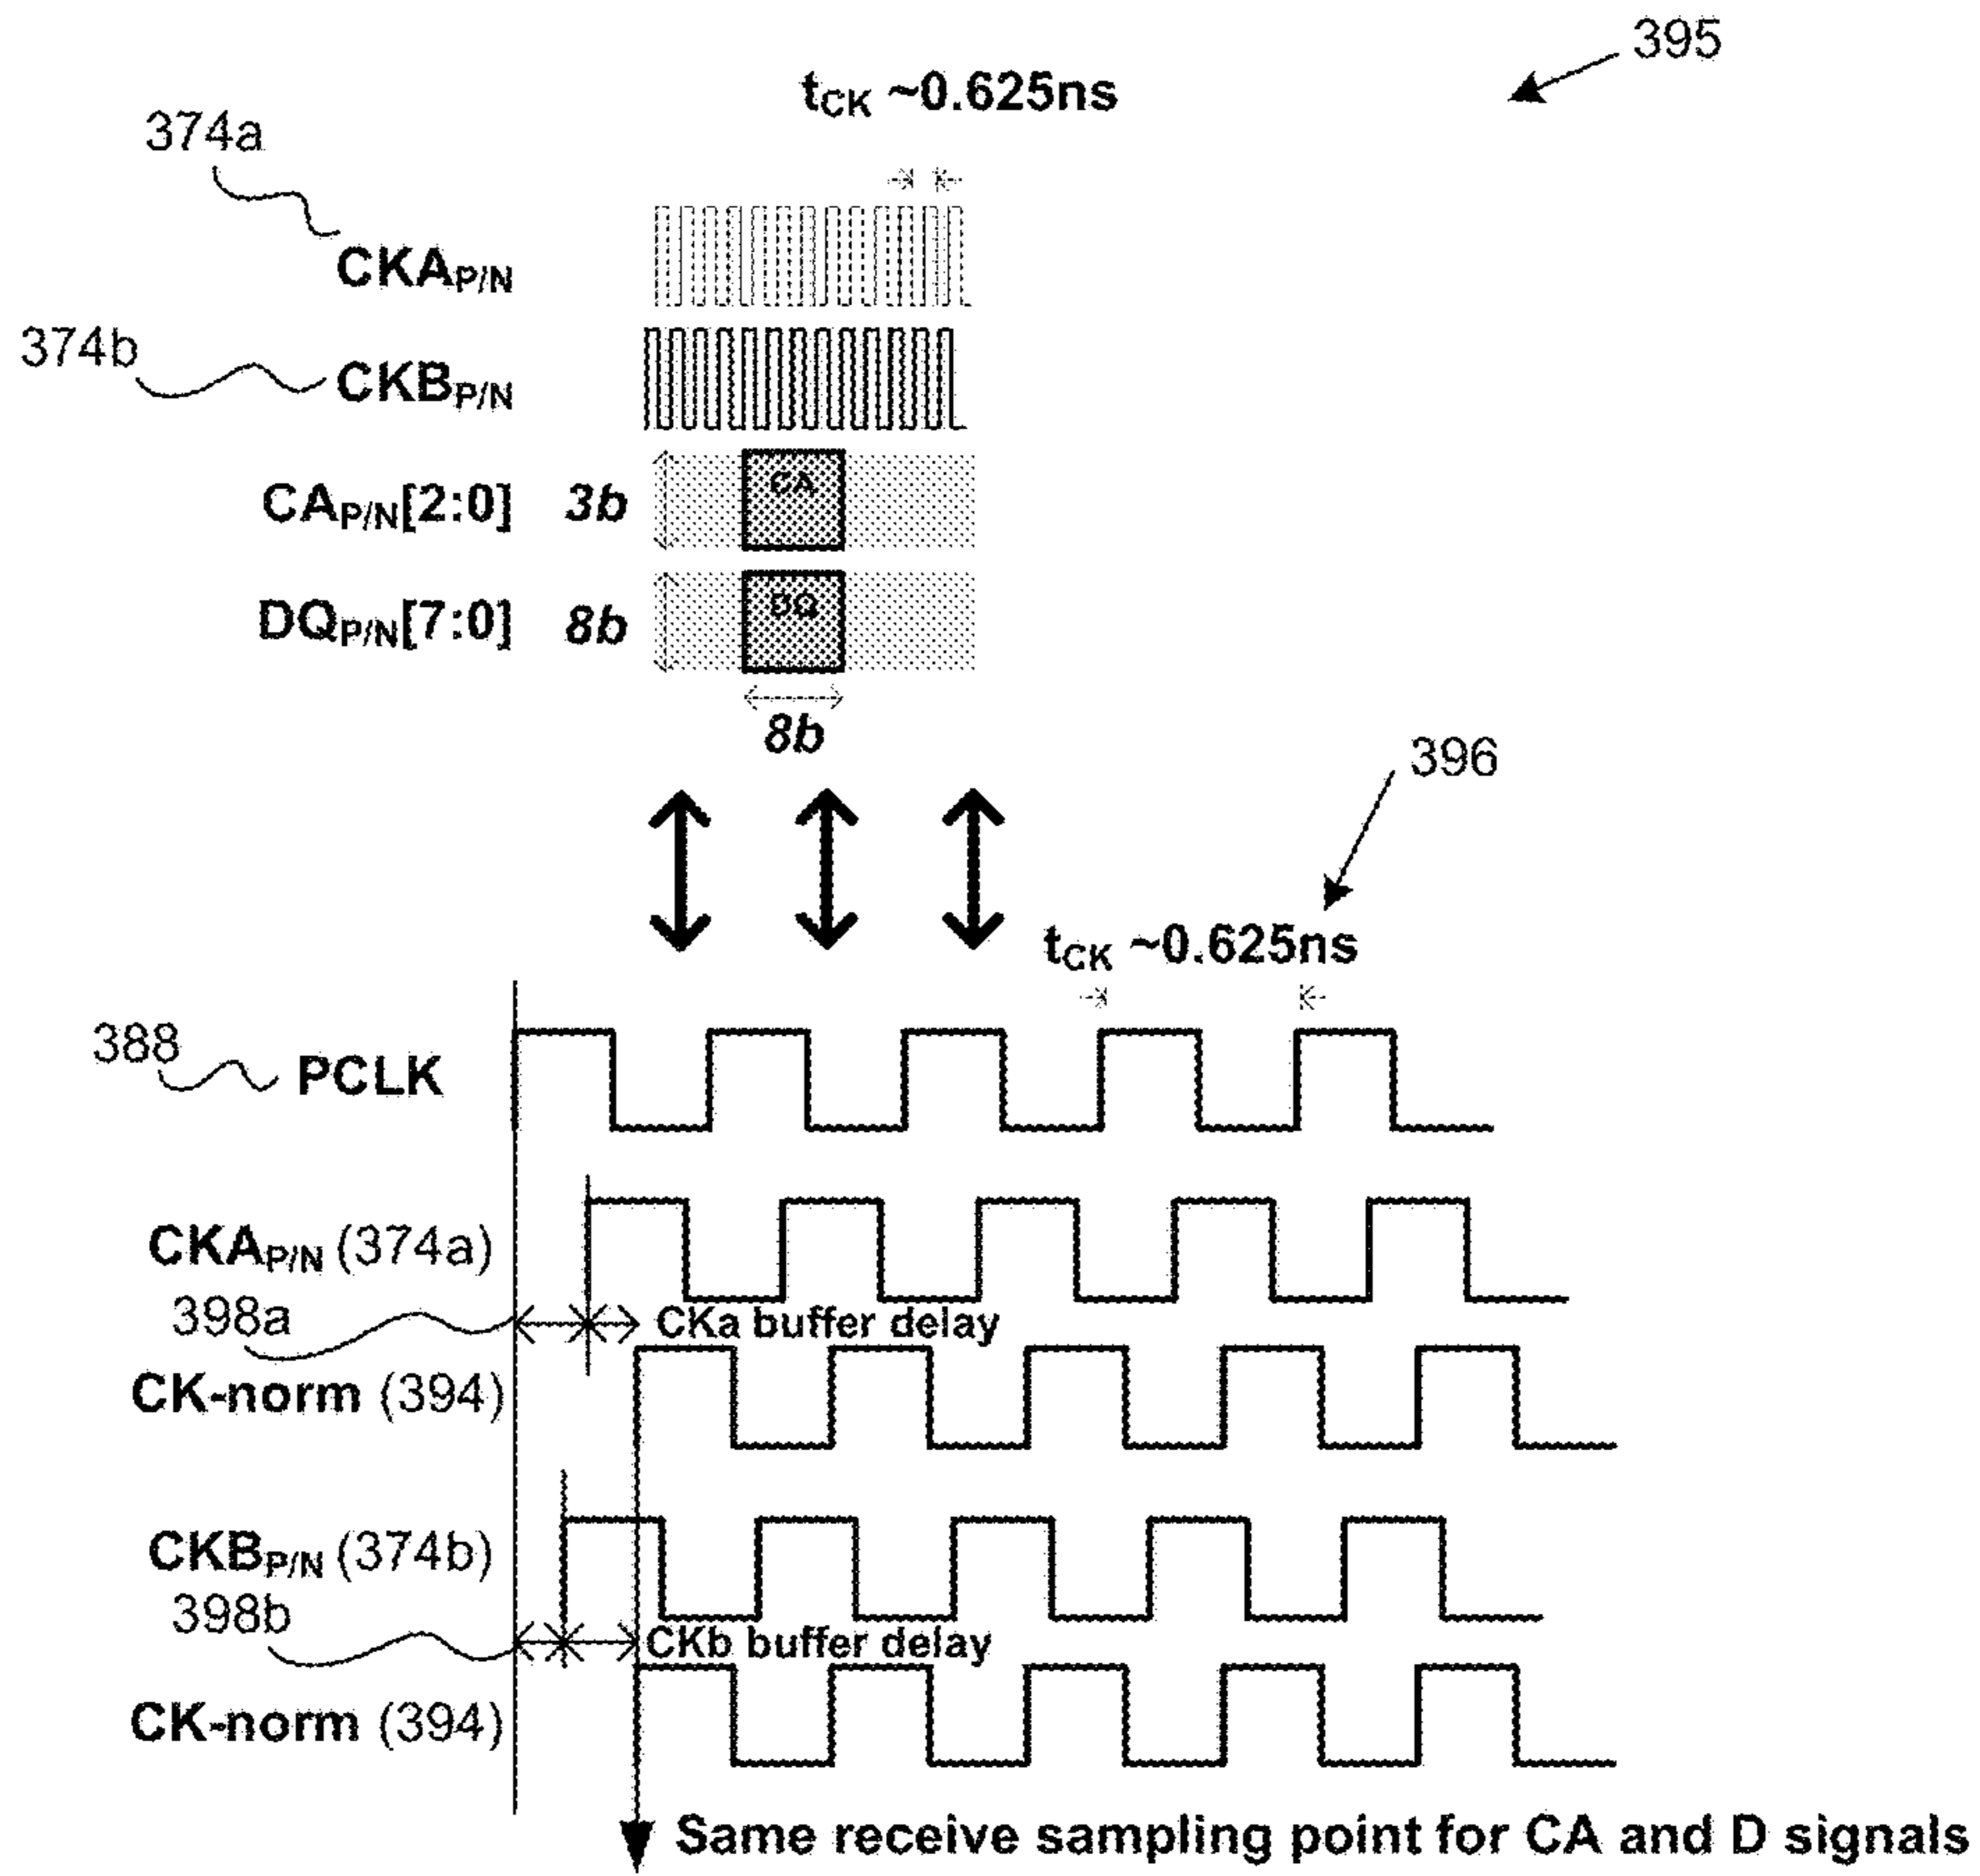 395
tCK ~0.625ns
374a
CKAP/N
374b
CKBP/N
CA
CAP/N[2:0] 3b
DQ
DQP/N[7:0] 8b
8b
396
tCK ~0.625ns
388
PCLK
CKAP/N (374a)
398a
CKa buffer delay
CK-norm (394)
CKBP/N (374b)
398b
CKb buffer delay
CK-norm (394)
Same receive sampling point for CA and D signals